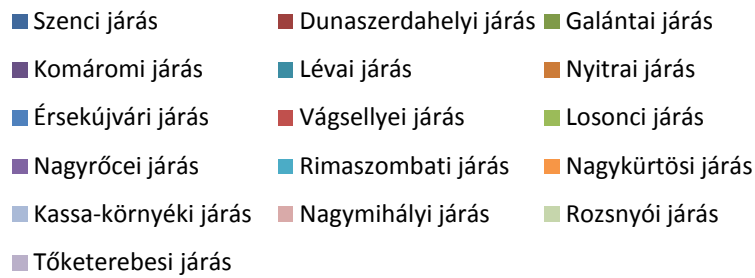 Szenci járás Dunaszerdahelyi járás Galántai járás
Komáromi járás Lévai járás Nyitrai járás
Érsekújvári járás Vágsellyei járás Losonci járás
Nagyrőcei járás Rimaszombati járás Nagykürtösi járás
Kassa-környéki járás Nagymihályi járás Rozsnyói járás
Tőketerebesi járás